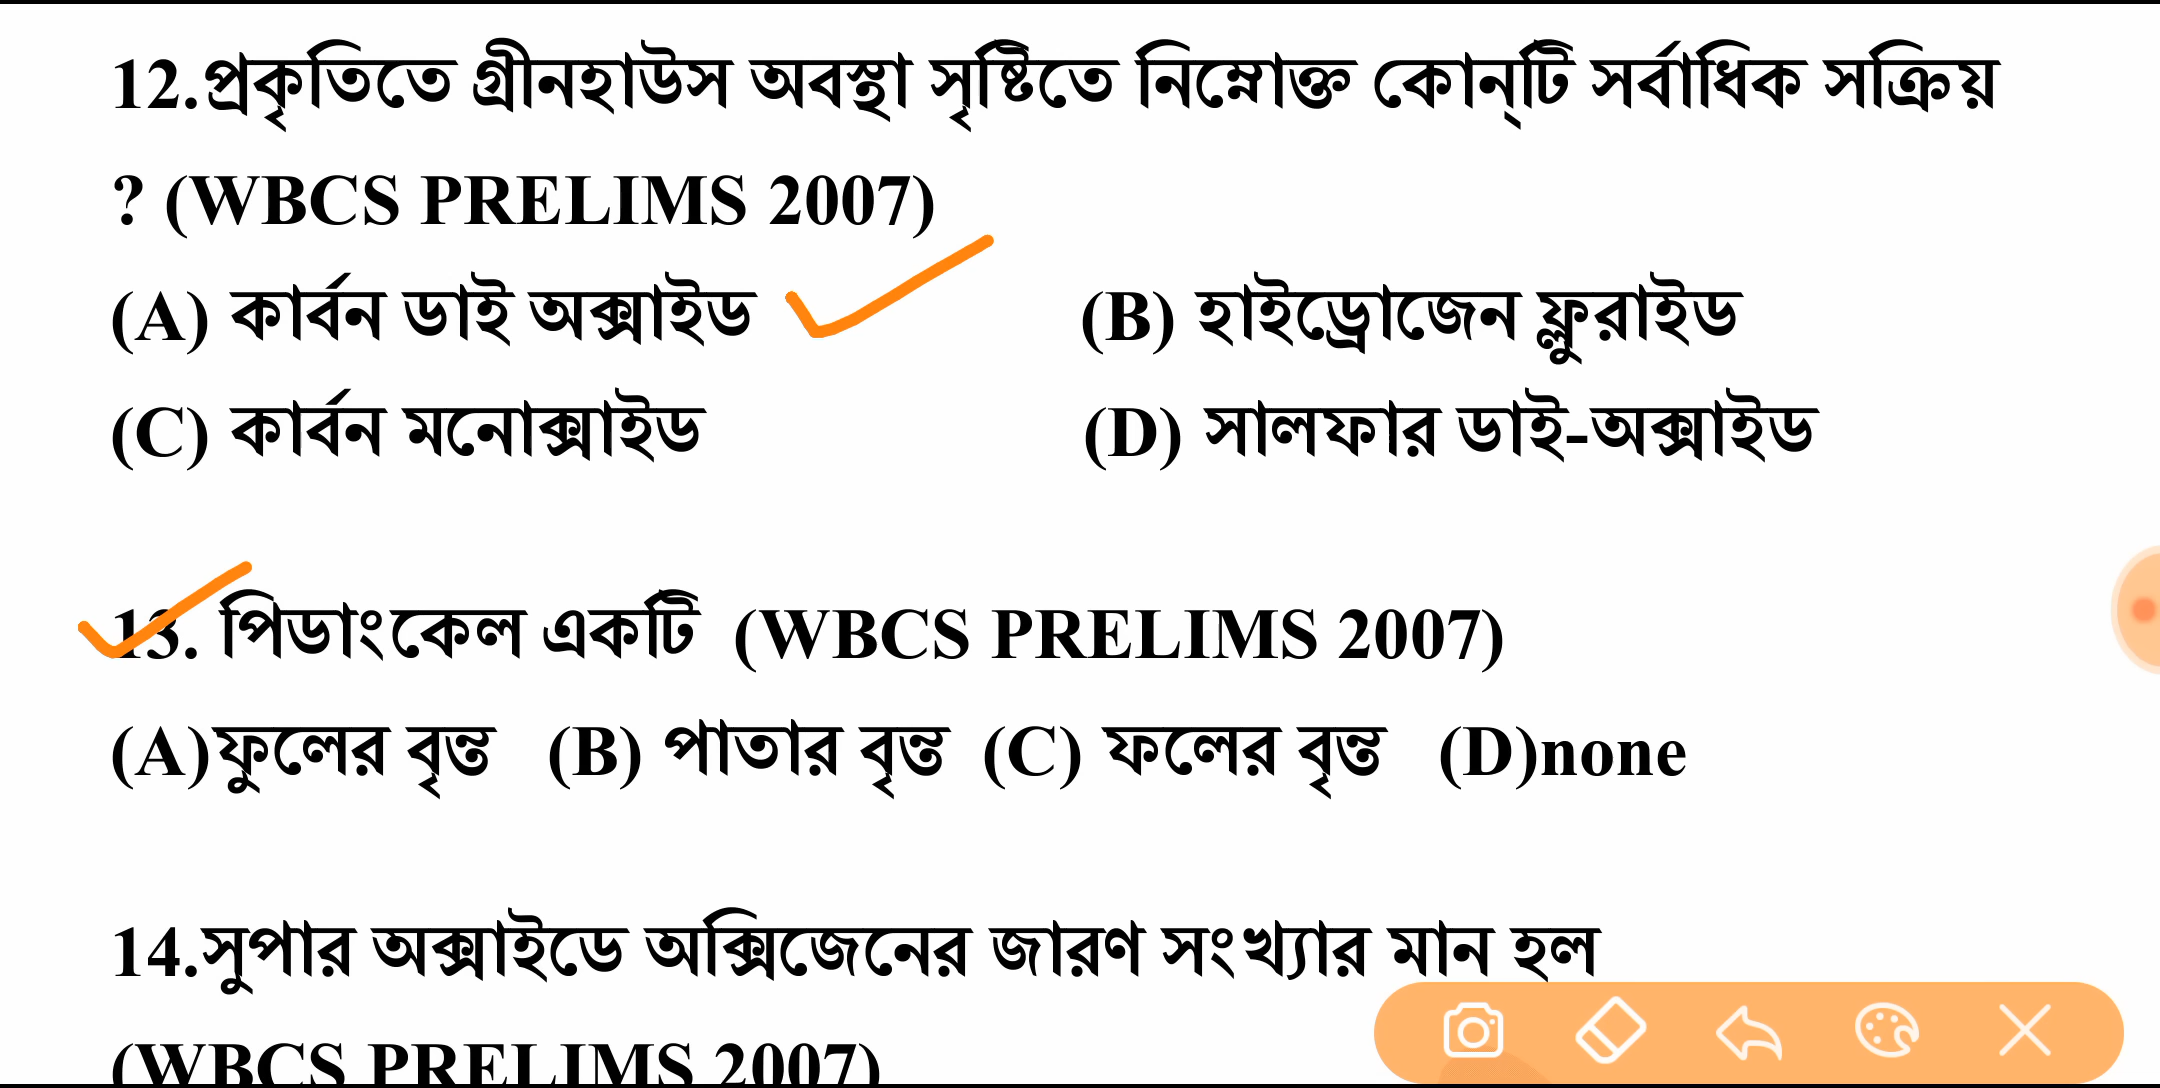 12.প্রকৃতিতে গ্রীনহাউস অবস্থা সৃষ্টিতে নিম্নোক্ত কোন্‌টি সর্বাধিক সক্রিয়
? (WBCS PRELIMS 2007)
(A) কার্বন ডাই অক্সাইড (B) হাইড্রোজেন ফ্লুরাইড
(C) কার্বন মনোক্সাইড (D) সালফার ডাই-অক্সাইড
13. পিডাংকেল একটি (WBCS PRELIMS 2007)
(A)ফুলের বৃন্ত (B) পাতার বৃন্ত (C) ফলের বৃন্ত (D)none
14.সুপার অক্সাইডে অক্সিজেনের জারণ সংখ্যার মান হল
(WBCS PRELIMS 2007)